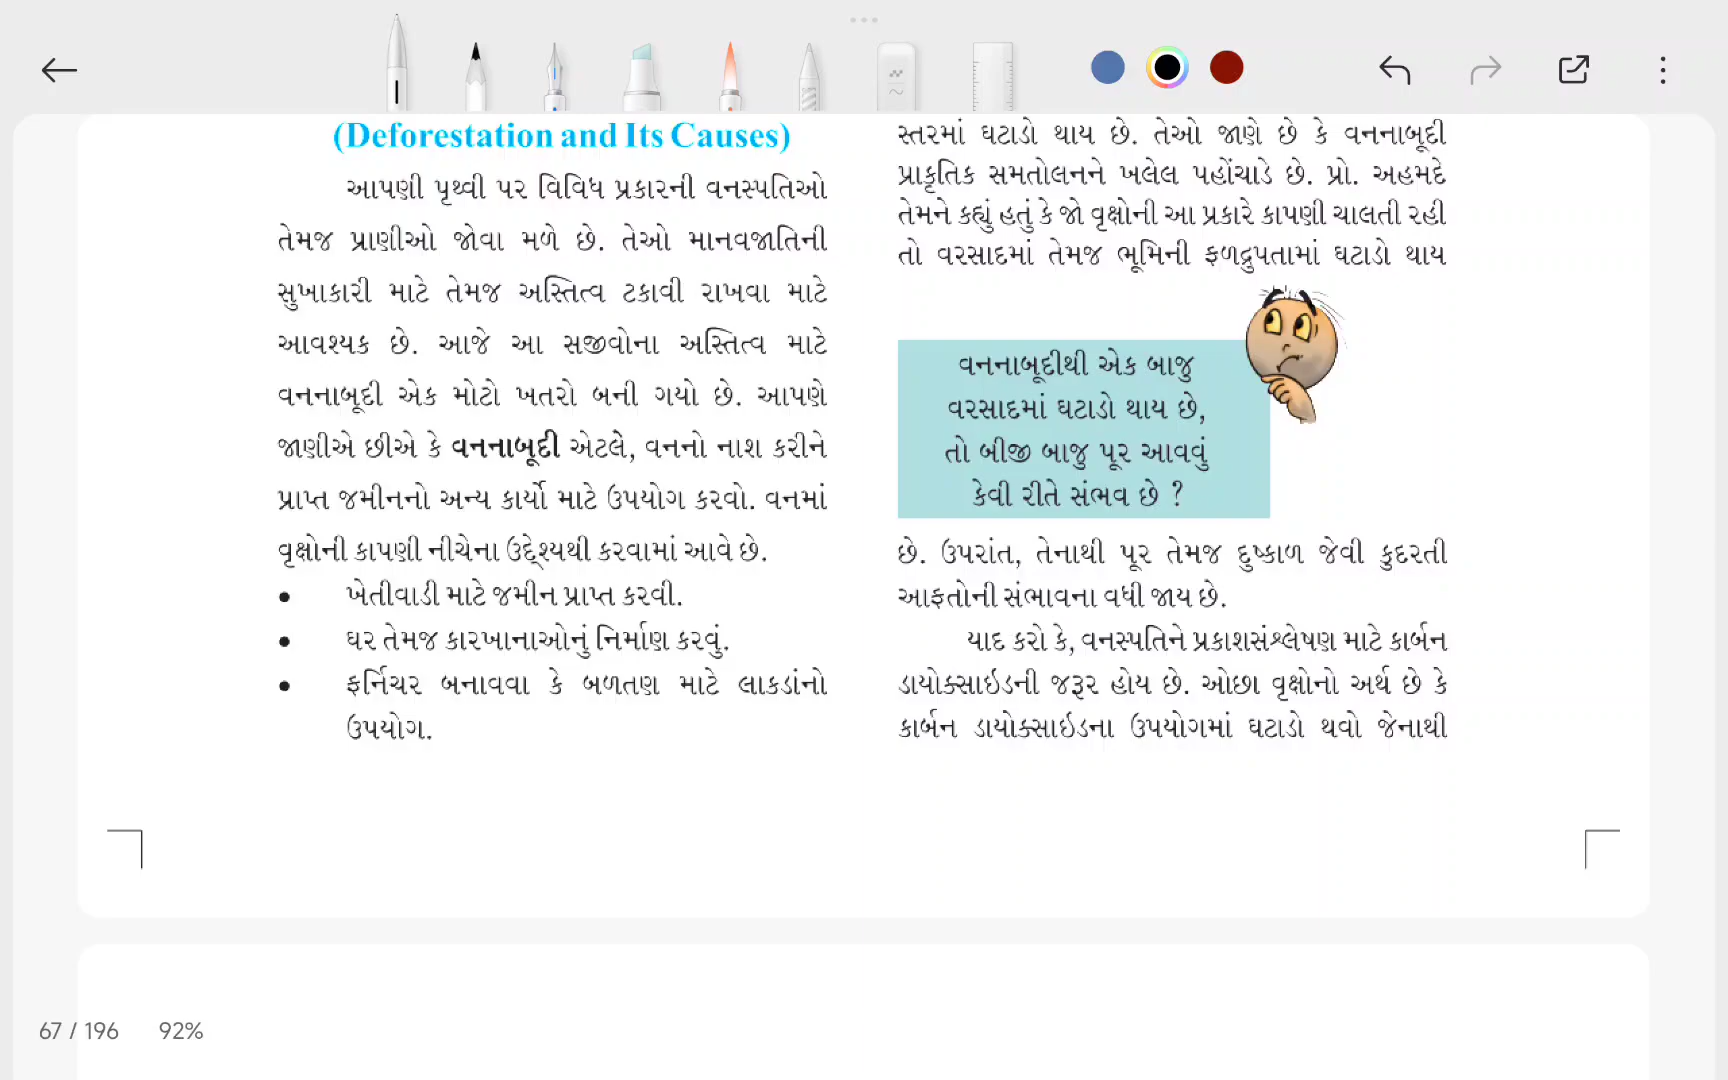 (Deforestation and Its Causes)
આપણી પૃથ્વી પર વિવિધ પ્રકારની વનસ્પતિઓ
તેમજ પ્રાણીઓ જોવા મળે છે. તેઓ માનવજાતિની
સુખાકારી માટે તેમજ અસ્તિત્વ ટકાવી રાખવા માટે
આવશ્યક છે. આજે આ સજીવોના અસ્તિત્વ માટે
વનનાબૂદી એક મોટો ખતરો બની ગયો છે. આપણે
જાણીએ છીએ કે વનનાબૂદી એટલે, વનનો નાશ કરીને
પ્રાપ્ત જમીનનો અન્ય કાર્યો માટે ઉપયોગ કરવો. વનમાં
વૃક્ષોની કાપણી નીચેના ઉદ્દેશ્યથી કરવામાં આવે છે.
• ખેતીવાડી માટે જમીન પ્રાપ્ત કરવી.
• ઘર તેમજ કારખાનાઓનું નિર્માણ કરવું.
• ફર્નિચર બનાવવા કે બળતણ માટે લાકડાંનો
ઉપયોગ.
સ્તરમાં ઘટાડો થાય છે. તેઓ જાણે છે કે વનનાબૂદી
પ્રાકૃતિક સમતોલનને ખલેલ પહોંચાડે છે. પ્રો. અહમદે
તેમને કહ્યું હતું કે જો વૃક્ષોની આ પ્રકારે કાપણી ચાલતી રહી
તો વરસાદમાં તેમજ ભૂમિની ફળદ્રુપતામાં ઘટાડો થાય
વનનાબૂદીથી એક બાજુ
વરસાદમાં ઘટાડો થાય છે,
તો બીજી બાજુ પૂર આવવું
કેવી રીતે સંભવ છે ?
છે. ઉપરાંત, તેનાથી પૂર તેમજ દુષ્કાળ જેવી કુદરતી
આફતોની સંભાવના વધી જાય છે.
યાદ કરો કે, વનસ્પતિને પ્રકાશસંશ્લેષણ માટે કાર્બન
ડાયોક્સાઇડની જરૂર હોય છે. ઓછા વૃક્ષોનો અર્થ છે કે
કાર્બન ડાયોક્સાઇડના ઉપયોગમાં ઘટાડો થવો જેનાથી
67 / 196 92%